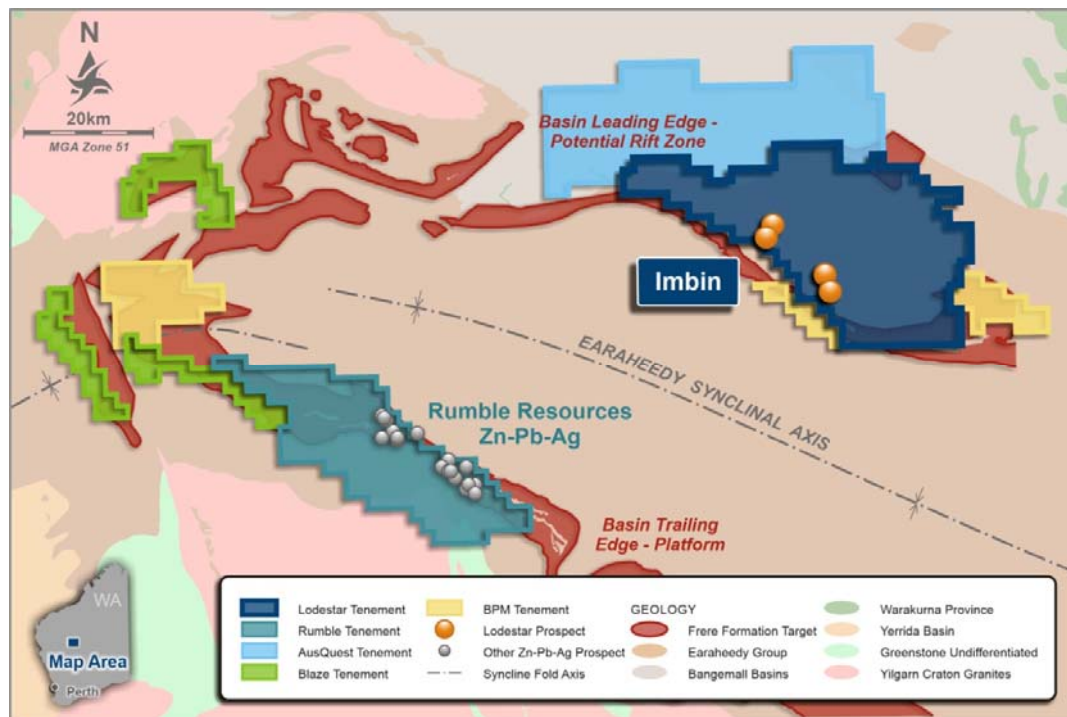 N
20km
MGA Zone 51
Basin Leading Edge -
Potential Rift Zone
Imbin
EARAHEEDY SYNCLINAL AXIS
Rumble Resources
Zn-Pb-Ag
Basin Trailing
Edge - Platform
WA
Map Area
Perth
Lodestar Tenement
Rumble Tenement
AusQuest Tenement
Blaze Tenement
BPM Tenement
Lodestar Prospect
Other Zn-Pb-Ag Prospect
Syncline Fold Axis
GEOLOGY
Frere Formation Target
Earaheedy Group
Bangemall Basins
Warakurna Province
Yerrida Basin
Greenstone Undifferentiated
Yilgarn Craton Granites